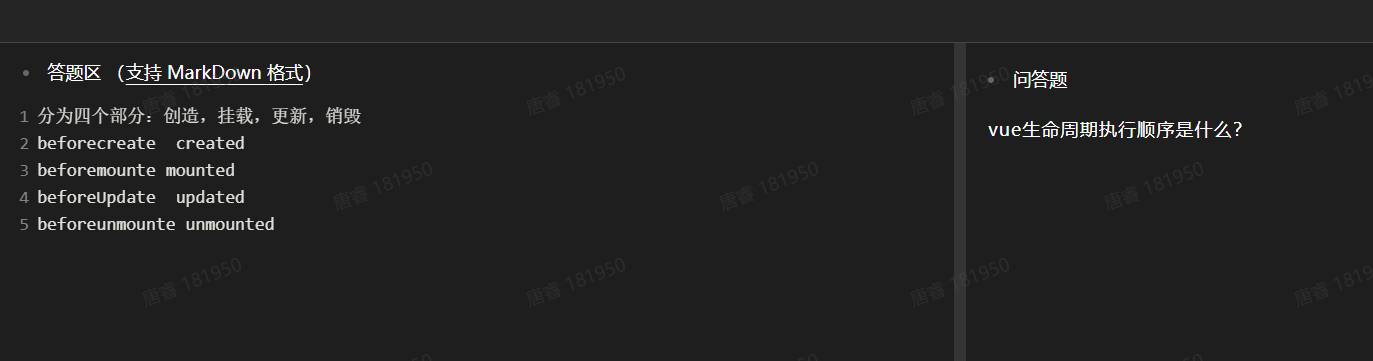 答题区 （支持 MarkDown 格式）
1 分为四个部分：创造，挂载，更新，销毁
2 beforecreate  created
3 beforemounte mounted
4 beforeUpdate  updated
5 beforeunmounte unmounted
问答题
vue生命周期执行顺序是什么？
唐睿 181950
唐睿 181950
唐睿 181950
唐睿 181950
唐睿 181950
唐睿 181950
唐睿 181950
唐睿 181950
唐睿 181950
唐睿 181950
唐睿 181950